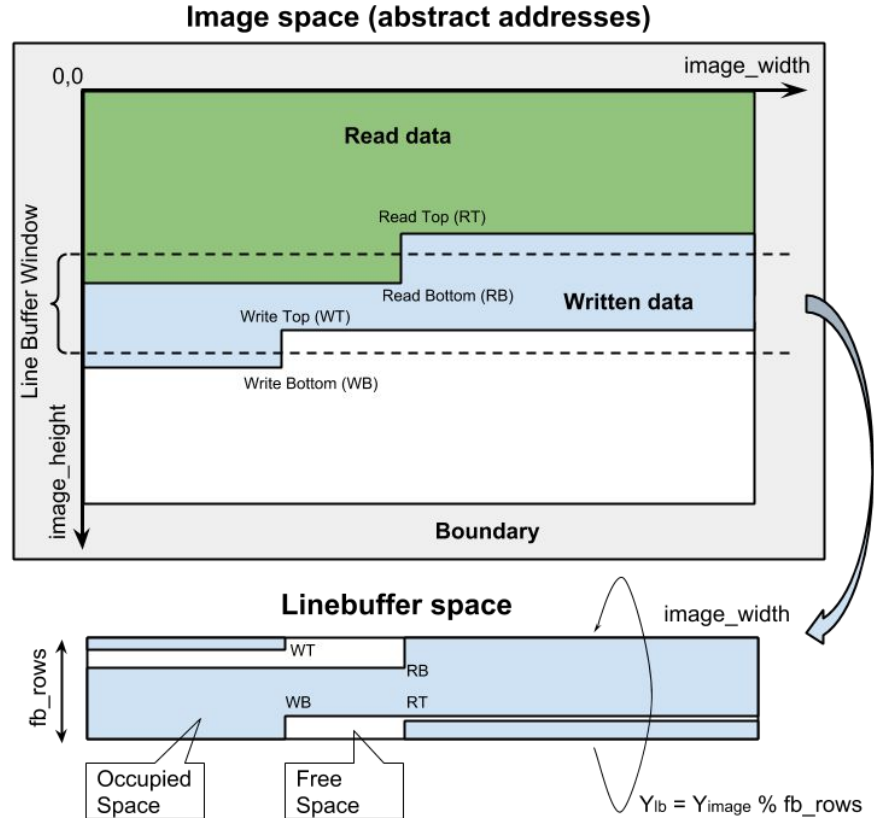 Image space (abstract addresses)
0,0
image_width
Read data
Read Top (RT)
Line Buffer Window
Read Bottom (RB)
Written data
Write Top (WT)
Write Bottom (WB)
image_height
Boundary
Linebuffer space
image_width
fb_rows
WT
RB
WB
RT
Occupied
Space
Free
Space
Ylb = Yimage % fb_rows